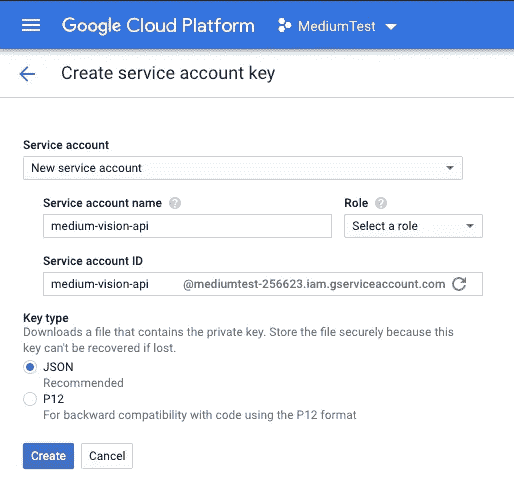 Google Cloud Platform MediumTest
Create service account key
Service account
New service account
Service account name ? Role ?
medium-vision-api Select a role
Service account ID
medium-vision-api @mediumtest-256623.iam.gserviceaccount.com
Key type
Downloads a file that contains the private key. Store the file securely because this
key can't be recovered if lost.
JSON
Recommended
P12
For backward compatibility with code using the P12 format
Create Cancel